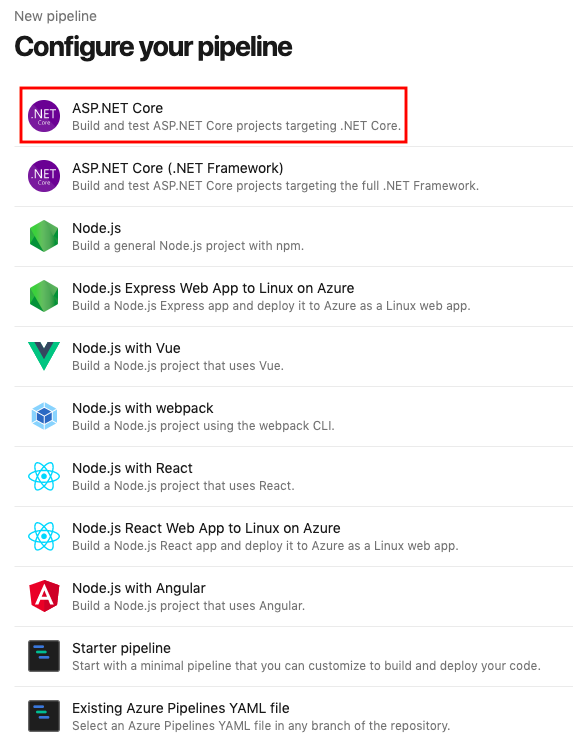 New pipeline
Configure your pipeline
.NET
Core
ASP.NET Core
Build and test ASP.NET Core projects targeting .NET Core.
.NET
Core
ASP.NET Core (.NET Framework)
Build and test ASP.NET Core projects targeting the full .NET Framework.
Node.js
Build a general Node.js project with npm.
Node.js Express Web App to Linux on Azure
Build a Node.js Express app and deploy it to Azure as a Linux web app.
Node.js with Vue
Build a Node.js project that uses Vue.
Node.js with webpack
Build a Node.js project using the webpack CLI.
Node.js with React
Build a Node.js project that uses React.
Node.js React Web App to Linux on Azure
Build a Node.js React app and deploy it to Azure as a Linux web app.
A
Node.js with Angular
Build a Node.js project that uses Angular.
Starter pipeline
Start with a minimal pipeline that you can customize to build and deploy your code.
Existing Azure Pipelines YAML file
Select an Azure Pipelines YAML file in any branch of the repository.